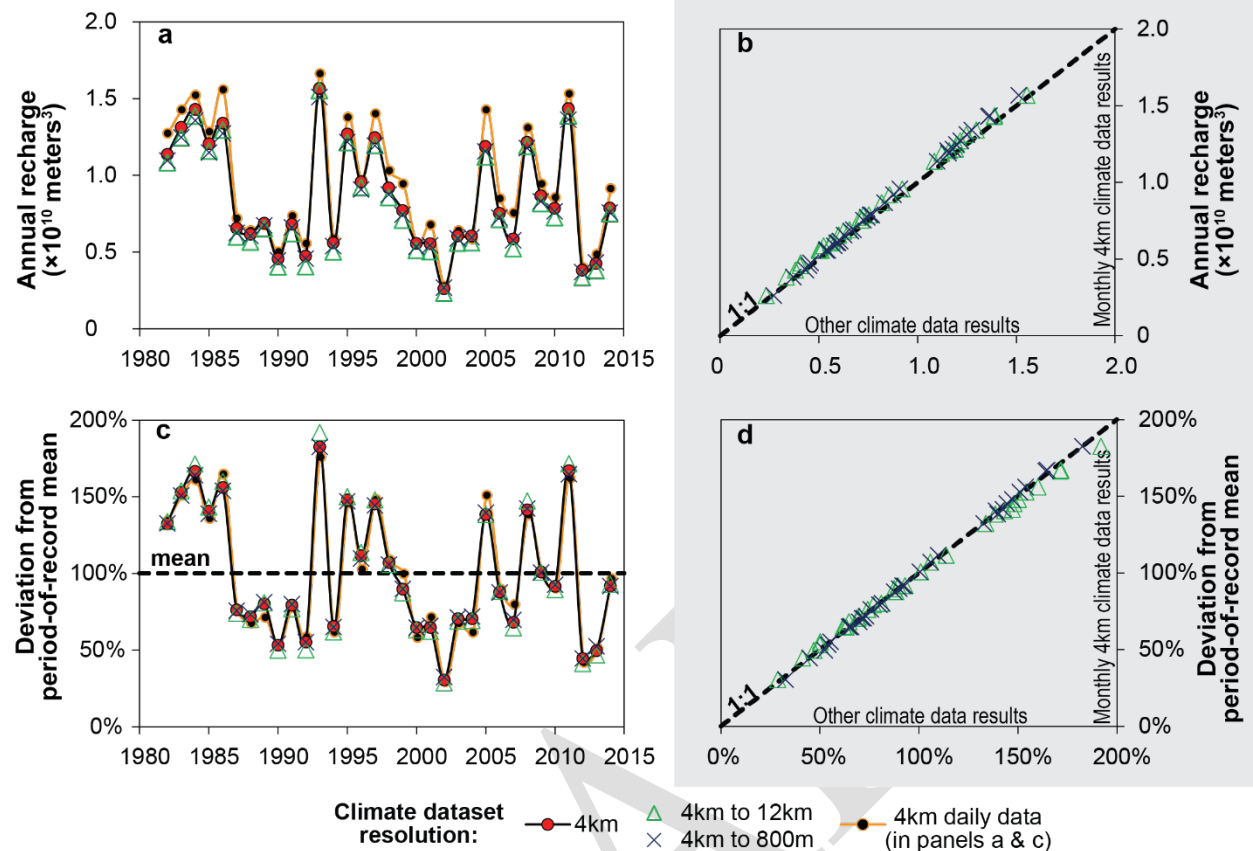 a
2.0
1.5
1.0
0.5
0
Annual recharge
(×10¹⁰ meters³)
1980 1985 1990 1995 2000 2005 2010 2015
b
2.0
1.5
1.0
0.5
0
Annual recharge
(×10¹⁰ meters³)
Monthly 4km climate data results
Other climate data results
1:1
0 0.5 1.0 1.5 2.0
c
200%
150%
100%
50%
0%
Deviation from
period-of-record mean
mean
1980 1985 1990 1995 2000 2005 2010 2015
d
200%
150%
100%
50%
0%
Deviation from
period-of-record mean
Monthly 4km climate data results
Other climate data results
1:1
0% 50% 100% 150% 200%
Climate dataset
resolution:
4km
4km to 12km
4km to 800m
4km daily data
(in panels a & c)